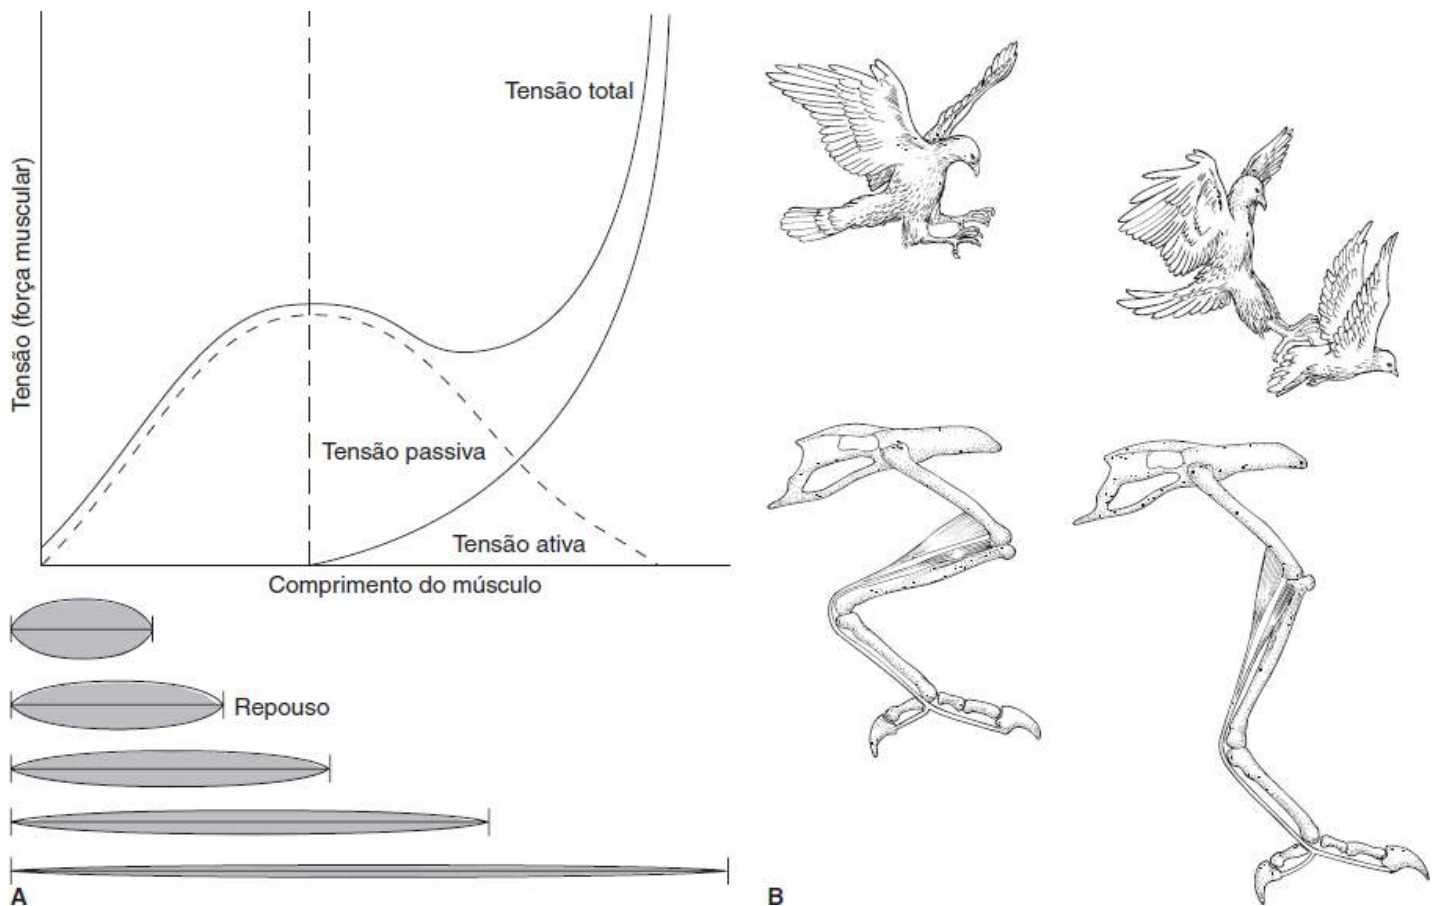 Tensão total
Tensão (força muscular)
Tensão passiva
Tensão ativa
Comprimento do músculo
Repouso
A
B